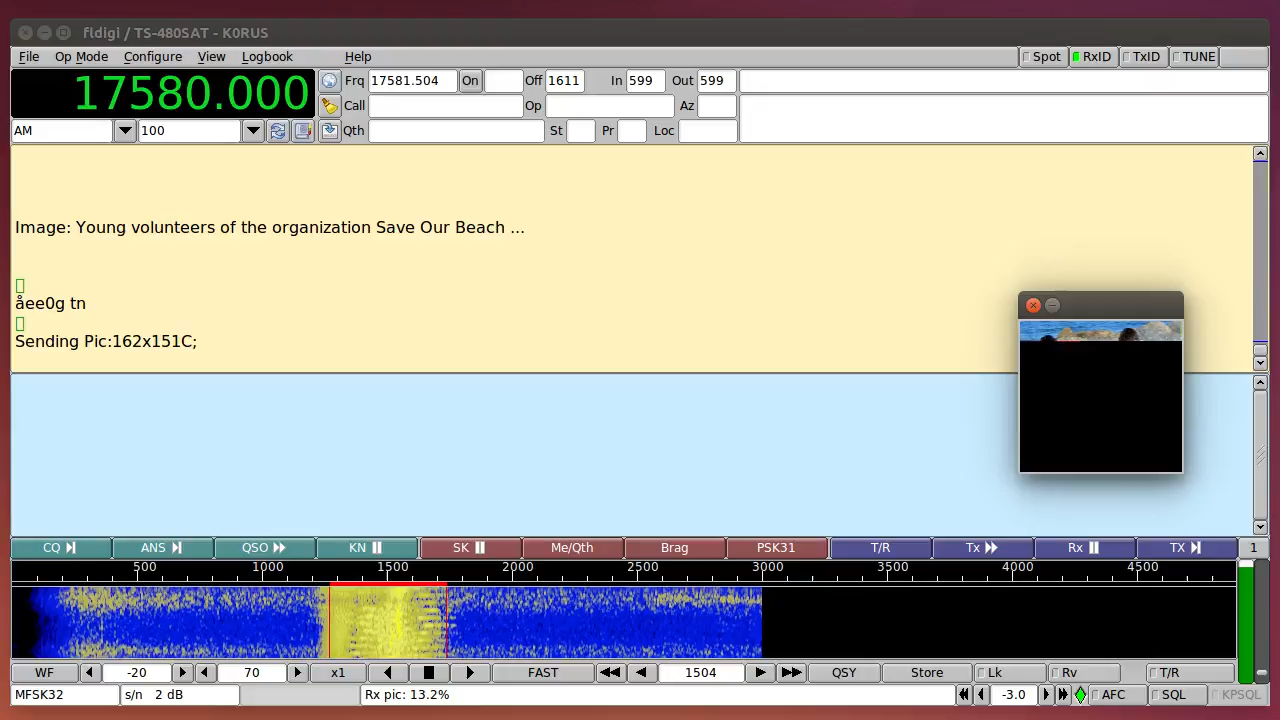 fldigi / TS-480SAT - K0RUS
File Op Mode Configure View Logbook Help Spot RxID TxID TUNE
17580.000 Frq 17581.504 On Off 1611 In 599 Out 599
Call Op Az
AM 100 Qth St Pr Loc
Image: Young volunteers of the organization Save Our Beach ...
åee0g tn
Sending Pic:162x151C;
CQ ANS QSO KN SK Me/Qth Brag PSK31 T/R Tx Rx TX 1
500 1000 1500 2000 2500 3000 3500 4000 4500
WF -20 70 x1 FAST 1504 QSY Store Lk Rv T/R
MFSK32 s/n 2 dB Rx pic: 13.2% -3.0 AFC SQL KPSQL